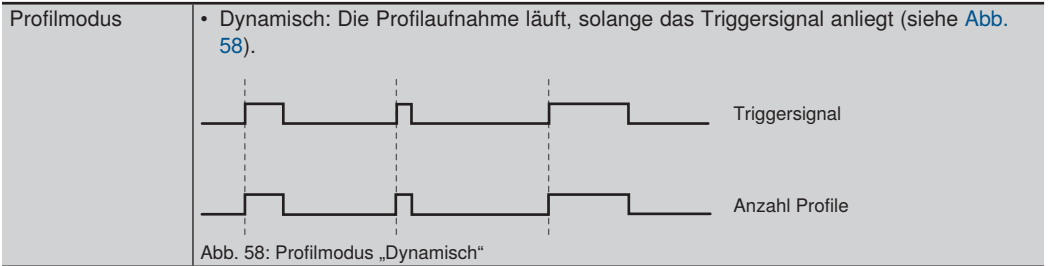 Profilmodus
• Dynamisch: Die Profilaufnahme läuft, solange das Triggersignal anliegt (siehe Abb.
58).
Triggersignal
Anzahl Profile
Abb. 58: Profilmodus „Dynamisch“